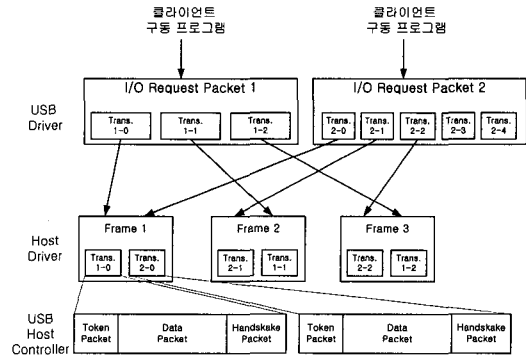 클라이언트
구동 프로그램
클라이언트
구동 프로그램
USB
Driver
I/O Request Packet 1
Trans.
1-0
Trans.
1-1
Trans.
1-2
I/O Request Packet 2
Trans.
2-0
Trans.
2-1
Trans.
2-2
Trans.
2-3
Trans.
2-4
Host
Driver
Frame 1
Trans.
1-0
Trans.
2-0
Frame 2
Trans.
2-1
Trans.
1-1
Frame 3
Trans.
2-2
Trans.
1-2
USB
Host
Controller
Token
Packet
Data
Packet
Handskake
Packet
Token
Packet
Data
Packet
Handskake
Packet